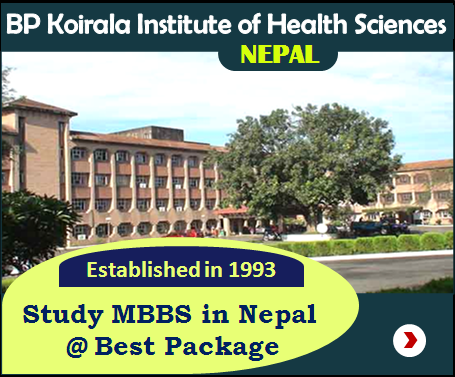 BP Koirala Institute of Health Sciences
NEPAL
Established in 1993
Study MBBS in Nepal
@ Best Package